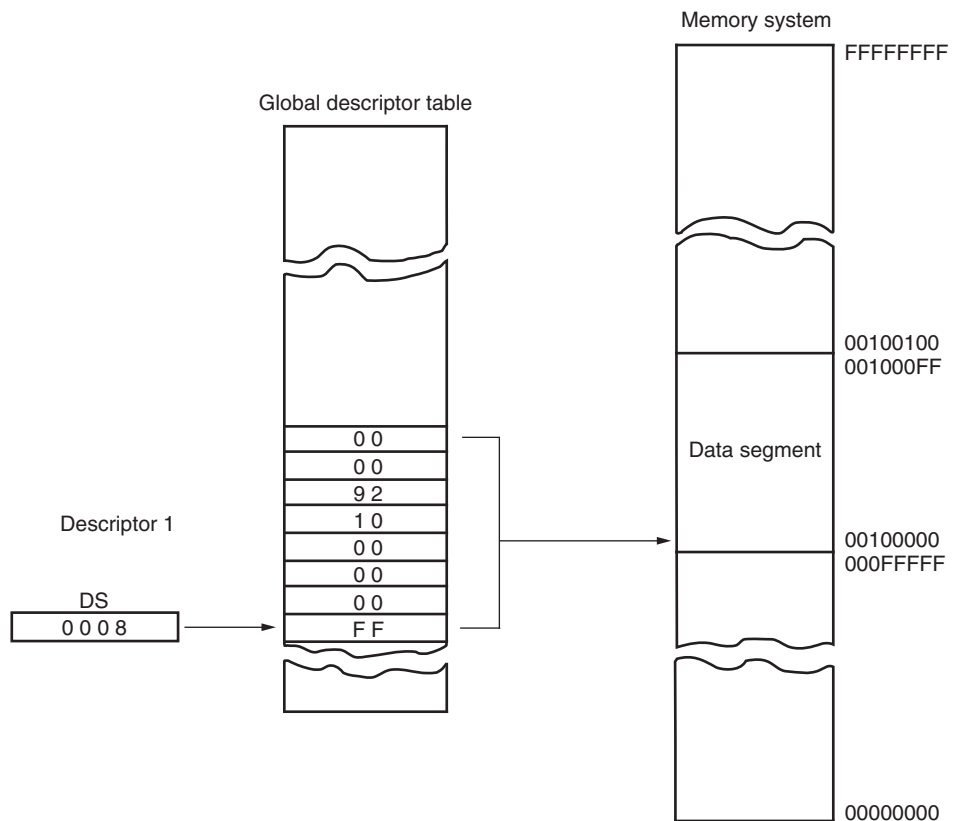 Memory system
FFFFFFFF
Global descriptor table
00100100
001000FF
Data segment
00100000
000FFFFF
00000000
0 0
0 0
9 2
1 0
0 0
0 0
0 0
F F
Descriptor 1
DS
0 0 0 8